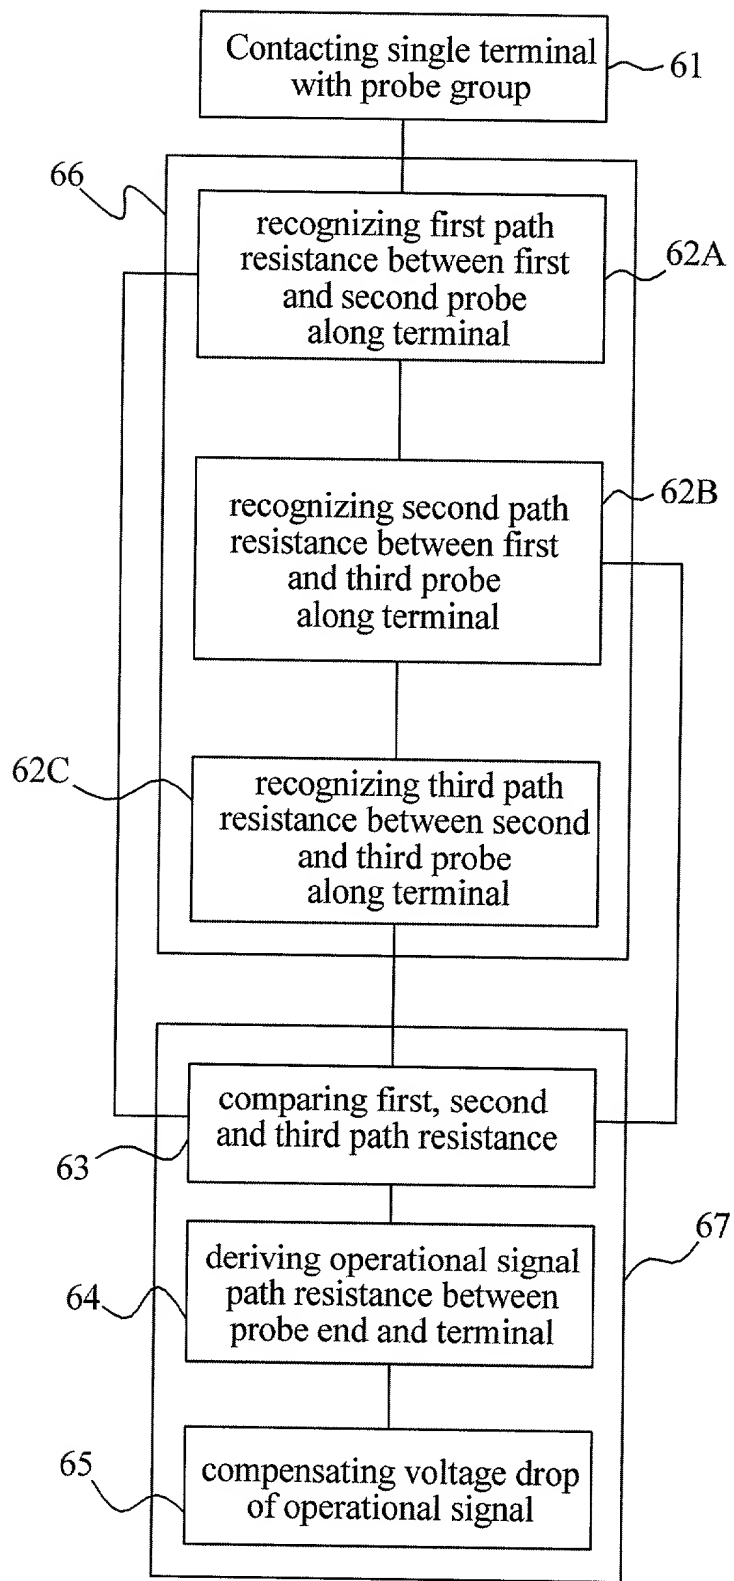 Contacting single terminal
with probe group
61
66
recognizing first path
resistance between first
and second probe
along terminal
62A
recognizing second path
resistance between first
and third probe
along terminal
62B
62C
recognizing third path
resistance between second
and third probe
along terminal
comparing first, second
and third path resistance
63
67
deriving operational signal
path resistance between
probe end and terminal
64
65
compensating voltage drop
of operational signal